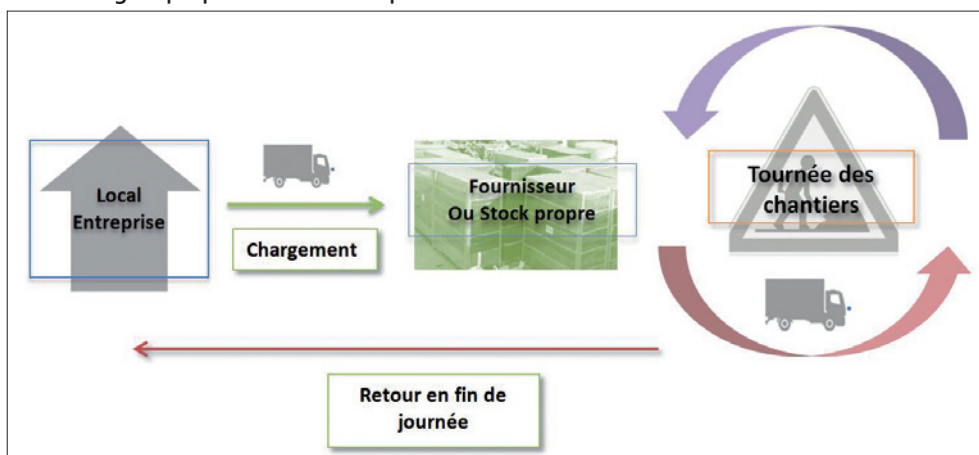 Local
Entreprise
Chargement
Fournisseur
Ou Stock propre
Tournée des
chantiers
Retour en fin de
journée